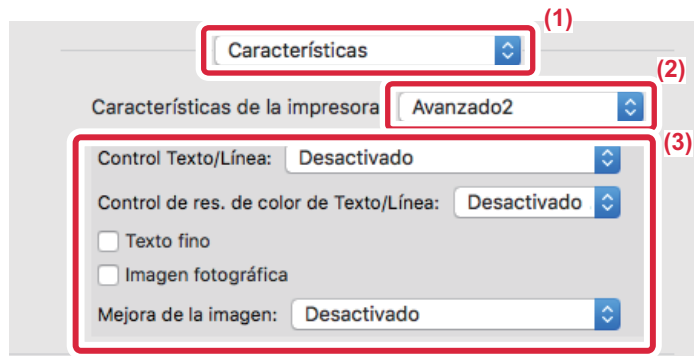 (1)
Características
(2)
Características de la impresora Avanzado2
(3)
Control Texto/Línea: Desactivado
Control de res. de color de Texto/Línea: Desactivado
Texto fino
Imagen fotográfica
Mejora de la imagen: Desactivado